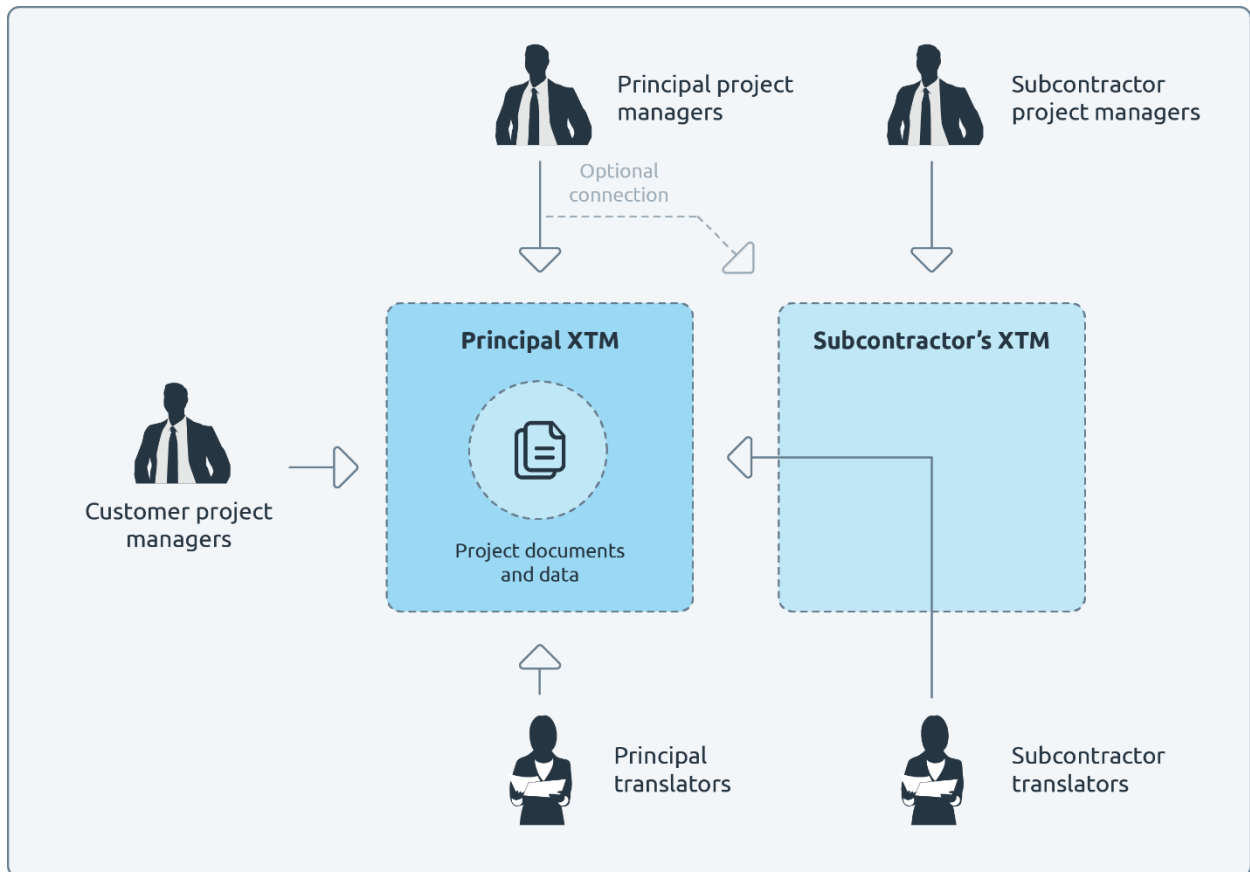 Principal project
managers
Subcontractor
project managers
Optional
connection
Principal XTM
Subcontractor’s XTM
Customer project
managers
Project documents
and data
Principal
translators
Subcontractor
translators